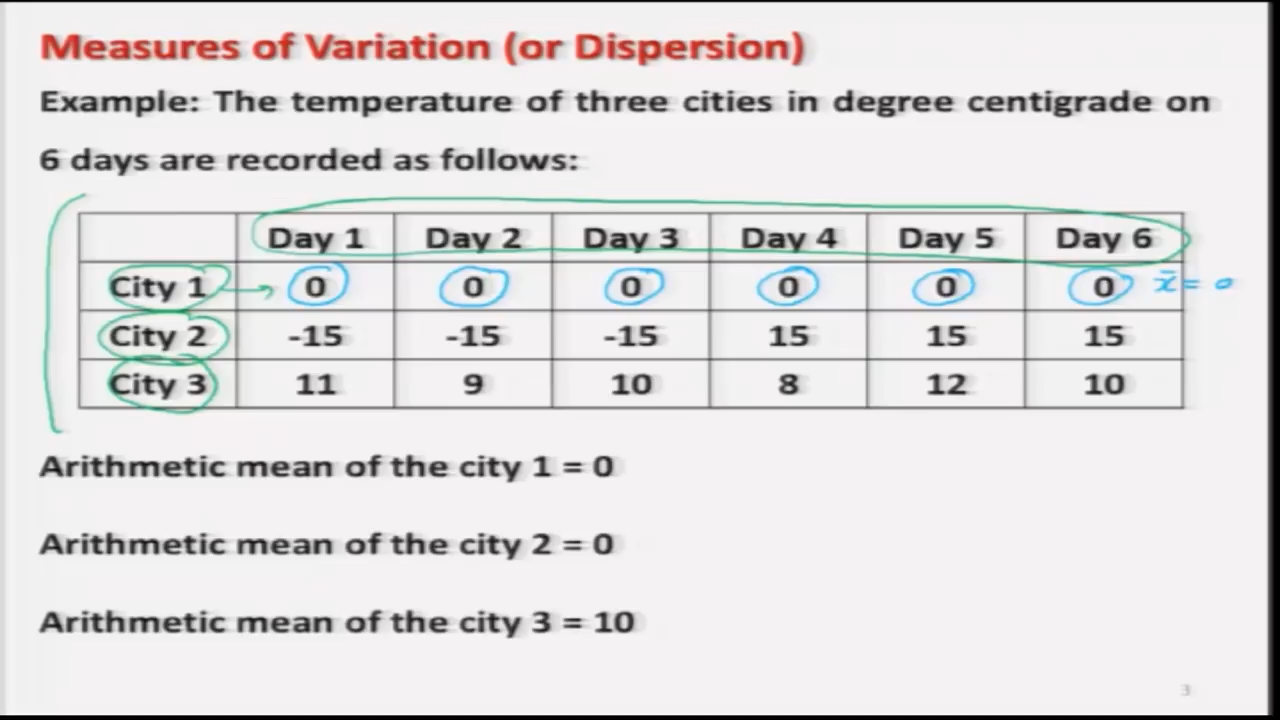 Measures of Variation (or Dispersion)
Example: The temperature of three cities in degree centigrade on
6 days are recorded as follows:
Day 1 Day 2 Day 3 Day 4 Day 5 Day 6
City 1 0 0 0 0 0 0 x̄ = 0
City 2 -15 -15 -15 15 15 15
City 3 11 9 10 8 12 10
Arithmetic mean of the city 1 = 0
Arithmetic mean of the city 2 = 0
Arithmetic mean of the city 3 = 10
3